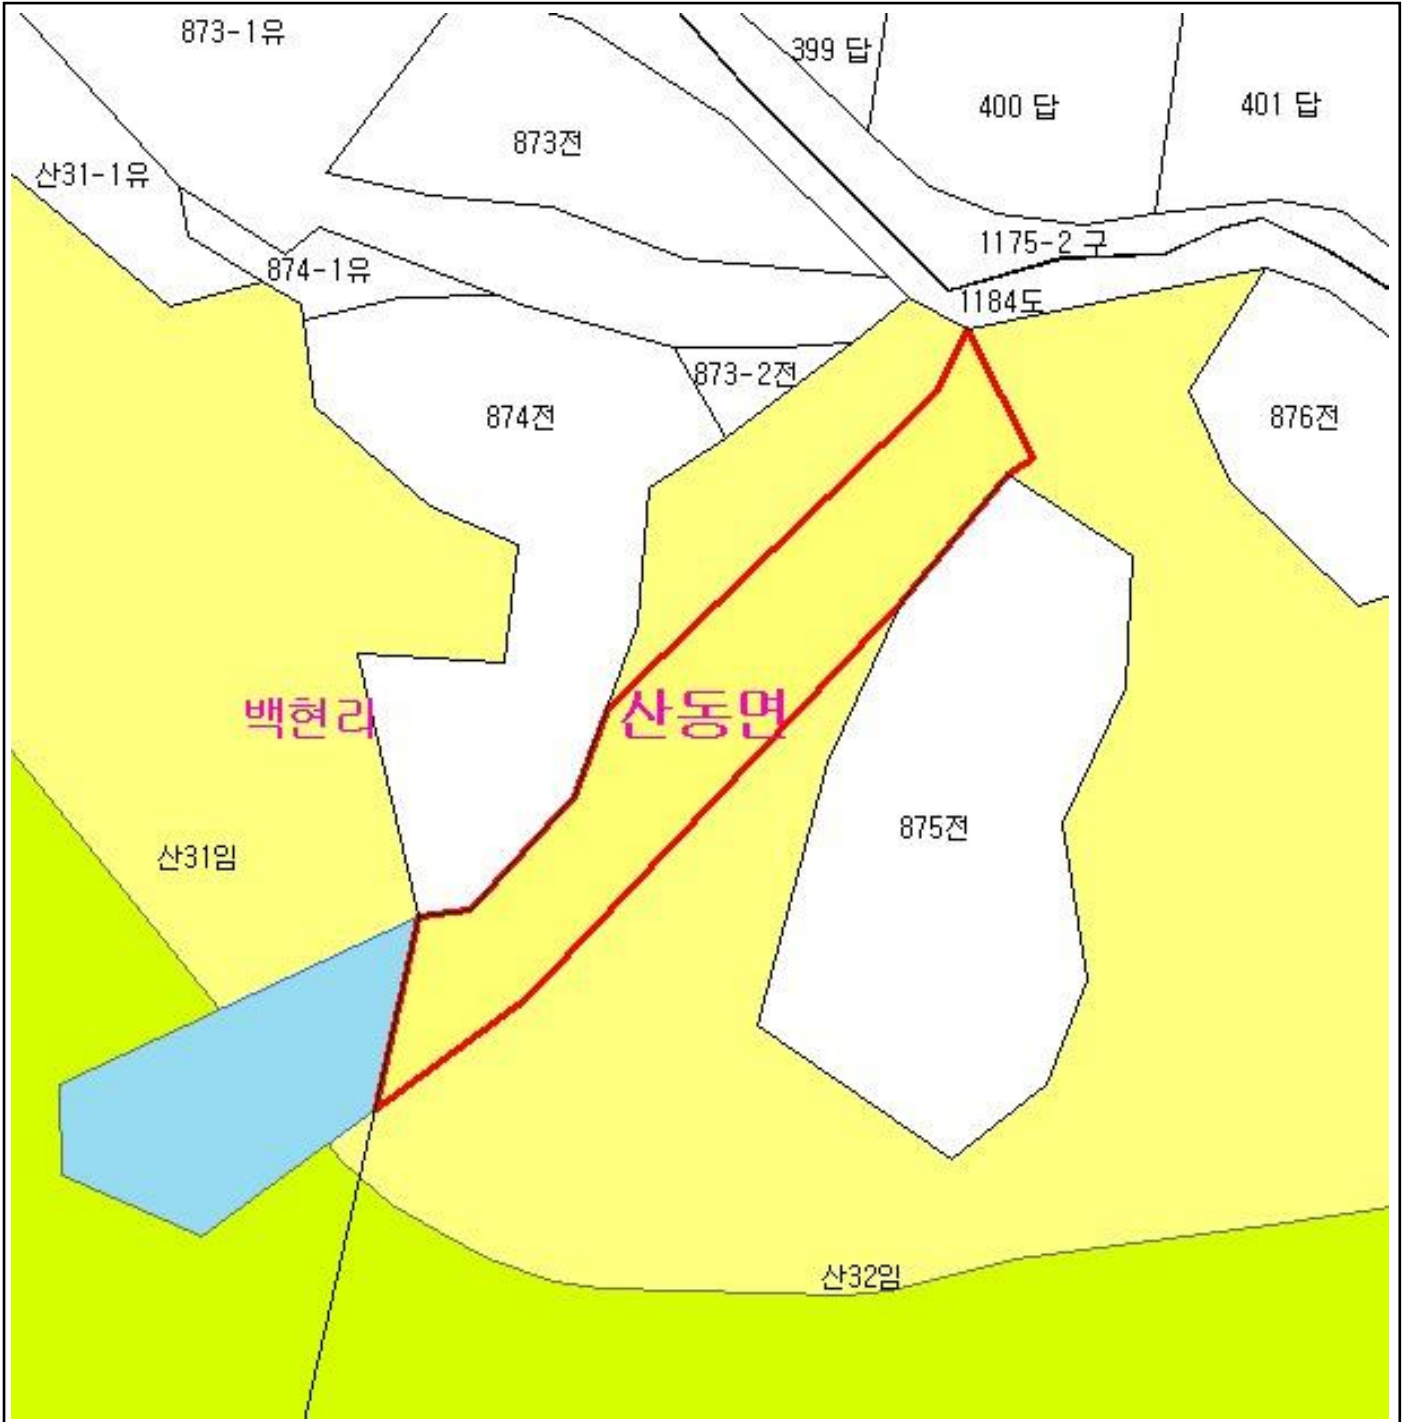 873-1유
399 답
400 답
401 답
873전
산31-1유
874-1유
1175-2 구
1184도
873-2전
874전
876전
백현리
산동면
875전
산31임
산32임